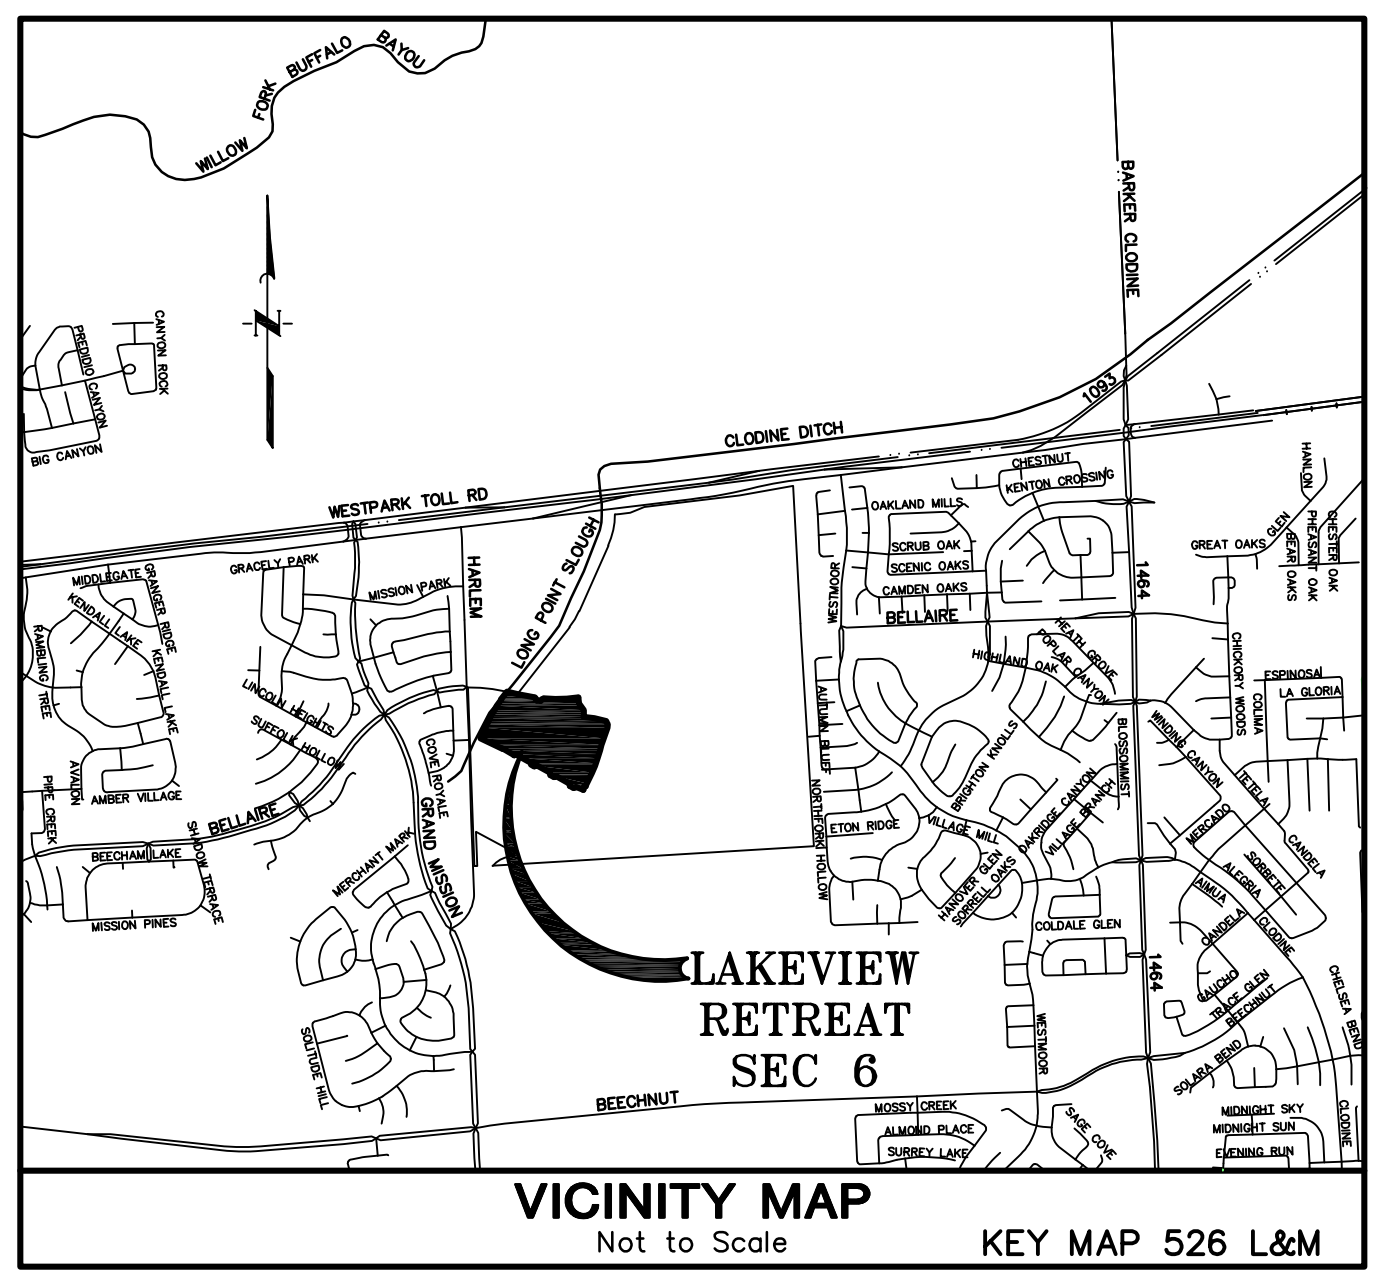 WILLOW FORK BUFFALO BAYOU
BARKER CLODINE
CANYON ROCK
PREDIDIO CANYON
BIG CANYON
1093
CLODINE DITCH
WESTPARK TOLL RD
CHESTNUT
KENTON CROSSING
OAKLAND MILLS
SCRUB OAK
SCENIC OAKS
CAMDEN OAKS
BELLAIRE
WESTMOOR
HANLON
GLEN
GREAT OAKS
BEAR OAKS
PHEASANT OAK
CHESTER OAK
1464
MIDDLEGATE
GRANGER RIDGE
KENDALL LAKE
KENDALL LAKE
RAMBLING TREE
GRACELY PARK
MISSION PARK
HARLEM
LONG POINT SLOUGH
HEATH GROVE
POPLAR CANYON
HIGHLAND OAK
CHICKORY WOODS
ESPINOSA
LA GLORIA
COLIMA
LINCOLN HEIGHTS
SUFFOLK HOLLOW
AUTUMN BLUFF
BRIGHTON KNOLLS
BLOSSOMMIST
WINDING CANYON
TETELA
COVE ROYALE
AVALON
PIPE CREEK
AMBER VILLAGE
BELLAIRE
GRAND MISSION
NORTHFORK HOLLOW
ETON RIDGE
VILLAGE MILL
OAKRIDGE CANYON
VILLAGE BRANCH
MERCADO
CANDELA
SORBETE
ALEGRIA
AIMUA
SHADOW TERRACE
BEECHAM LAKE
MERCHANT MARK
HANOVER GLEN
SORRELL OAKS
MISSION PINES
COLDALE GLEN
CANDELA
CLODINE
LAKEVIEW
RETREAT
SEC 6
1464
GAUCHO
TRACE GLEN
BEECHNUT
CHELSEA BEND
SOLITUDE HILL
WESTMOOR
SOLARA BEND
BEECHNUT
MOSSY CREEK
ALMOND PLACE
SURREY LAKE
SAGE COVE
MIDNIGHT SKY
MIDNIGHT SUN
EVENING RUN
CLODINE
VICINITY MAP
Not to Scale
KEY MAP 526 L&M